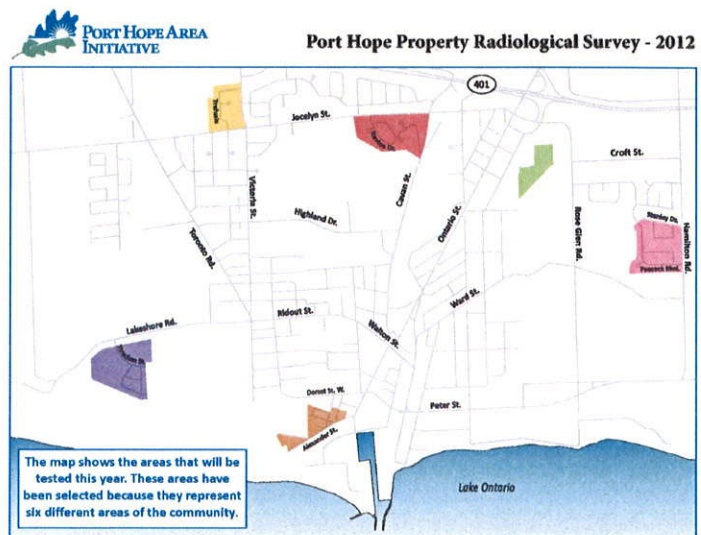 PORT HOPE AREA
INITIATIVE
Port Hope Property Radiological Survey - 2012
401
Jocelyn St.
Croft St.
Victoria St.
Cavan St.
Highland Dr.
Ontario St.
Toronto Rd.
Rose Glen Rd.
Stanley Dr.
Hamilton Rd.
Peacock Blvd.
Ward St.
Ridout St.
Lakeshore Rd.
Walton St.
Dorset St. W.
Peter St.
Alexander St.
The map shows the areas that will be
tested this year. These areas have
been selected because they represent
six different areas of the community.
Lake Ontario